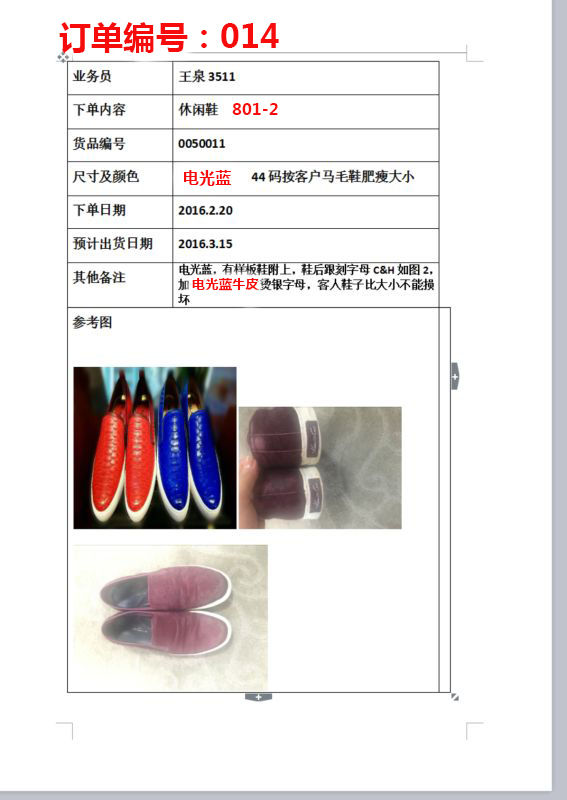 订单编号：014
业务员 王泉 3511
下单内容 休闲鞋 801-2
货品编号 0050011
尺寸及颜色 电光蓝 44 码按客户马毛鞋肥瘦大小
下单日期 2016.2.20
预计出货日期 2016.3.15
其他备注 电光蓝，有样板鞋附上，鞋后跟刻字母 C&H 如图 2，
加 电光蓝牛皮烫银字母，客人鞋子比大小不能损
坏
参考图